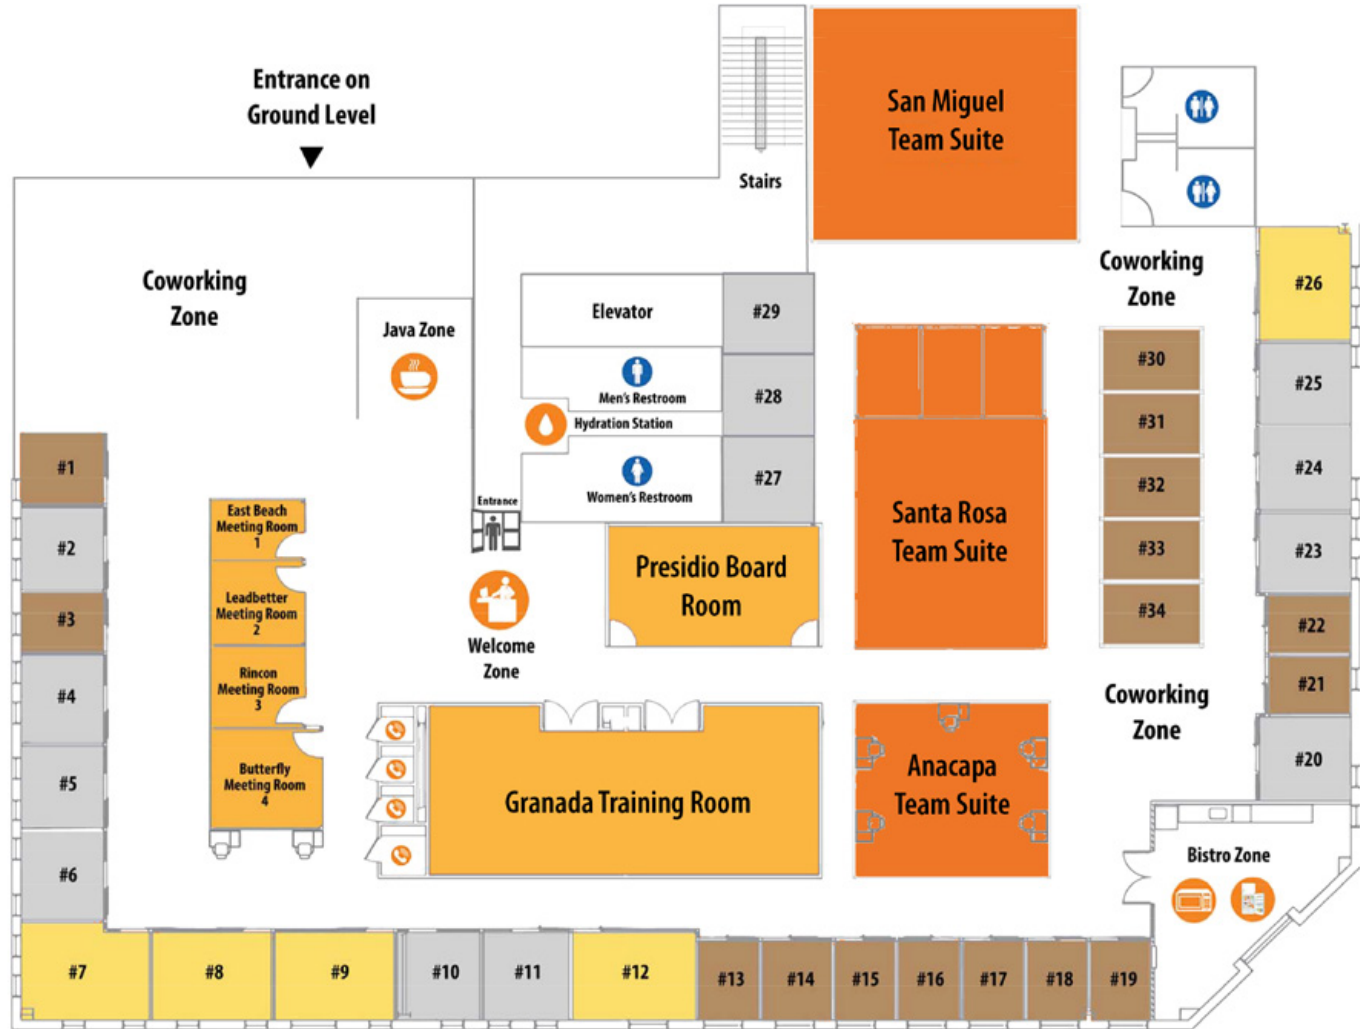 Entrance on
Ground Level
San Miguel
Team Suite
Stairs
Coworking
Zone
Java Zone
Elevator
#29
Men's Restroom
#28
Hydration Station
Women's Restroom
#27
Entrance
Coworking
Zone
#26
#30
#25
#31
#24
#32
#33
#23
#34
#22
#21
#20
Santa Rosa
Team Suite
Presidio Board
Room
Welcome
Zone
#1
#2
#3
#4
#5
#6
East Beach
Meeting Room
1
Leadbetter
Meeting Room
2
Rincon
Meeting Room
3
Butterfly
Meeting Room
4
Granada Training Room
Anacapa
Team Suite
Coworking
Zone
Bistro Zone
#7
#8
#9
#10
#11
#12
#13
#14
#15
#16
#17
#18
#19